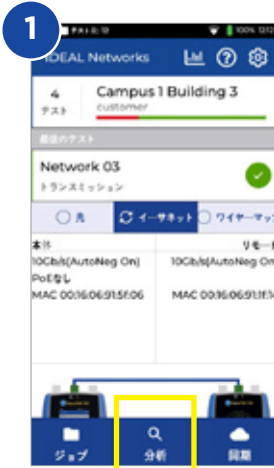 1
100% 12:12
IDEAL Networks
4 Campus 1 Building 3
テスト customer
最近のテスト
Network 03
トランスミッション
光 イーサネット ワイヤーマッ
本体 リモート
10Gb/s(AutoNeg On) 10Gb/s(AutoNeg On
PoEなし
MAC 00:16:06:91:5F:06 MAC 00:16:06:91:1F:1
ジョブ 分析 同期